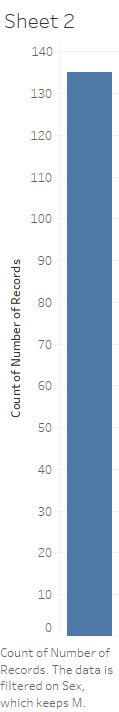 Sheet 2
140
130
120
110
100
90
80
70
60
50
40
30
20
10
0
Count of Number of Records
Count of Number of
Records. The data is
filtered on Sex,
which keeps M.